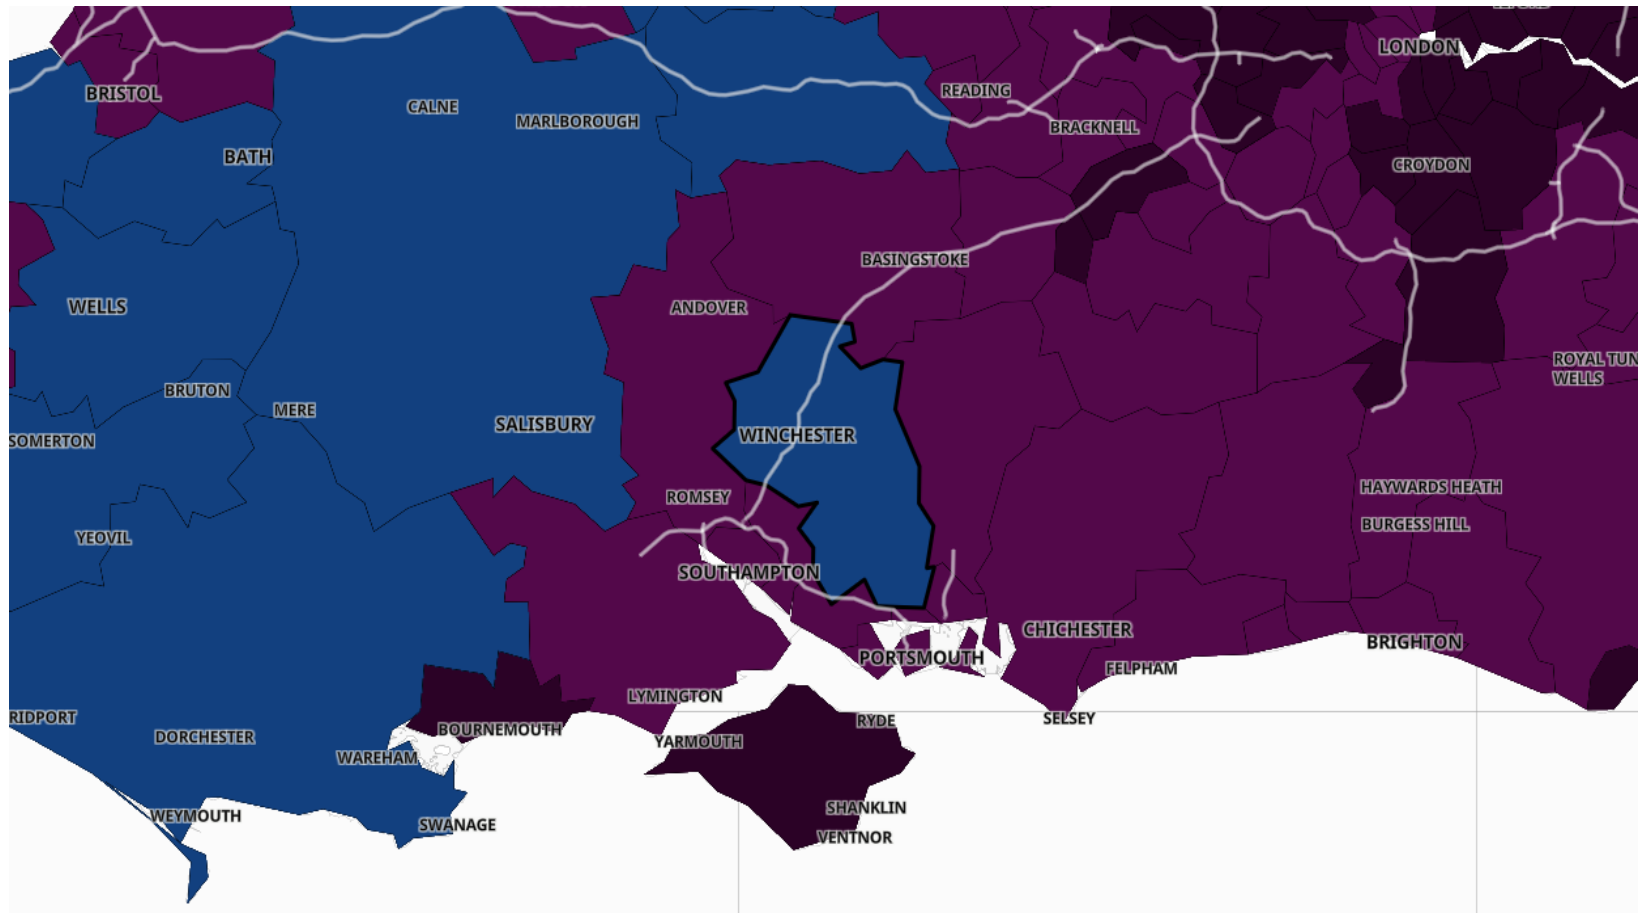 LONDON
BRISTOL
READING
CALNE
MARLBOROUGH
BRACKNELL
BATH
CROYDON
BASINGSTOKE
WELLS
ANDOVER
ROYAL TUN
WELLS
BRUTON
MERE
SALISBURY
WINCHESTER
SOMERTON
HAYWARDS HEATH
ROMSEY
BURGESS HILL
YEOVIL
SOUTHAMPTON
CHICHESTER
BRIGHTON
PORTSMOUTH
FELPHAM
LYMINGTON
RIDPORT
SELSEY
RYDE
BOURNEMOUTH
DORCHESTER
YARMOUTH
WAREHAM
SHANKLIN
WEYMOUTH
SWANAGE
VENTNOR